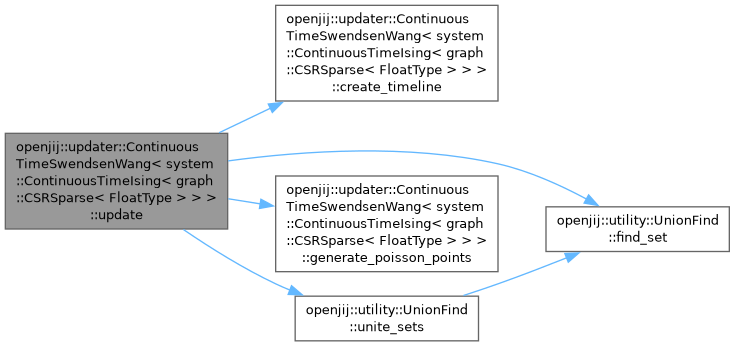 openjij::updater::Continuous
TimeSwendsenWang< system
::ContinuousTimeIsing< graph
::CSRSparse< FloatType > > >
::update
openjij::updater::Continuous
TimeSwendsenWang< system
::ContinuousTimeIsing< graph
::CSRSparse< FloatType > > >
::create_timeline
openjij::updater::Continuous
TimeSwendsenWang< system
::ContinuousTimeIsing< graph
::CSRSparse< FloatType > > >
::generate_poisson_points
openjij::utility::UnionFind
::unite_sets
openjij::utility::UnionFind
::find_set